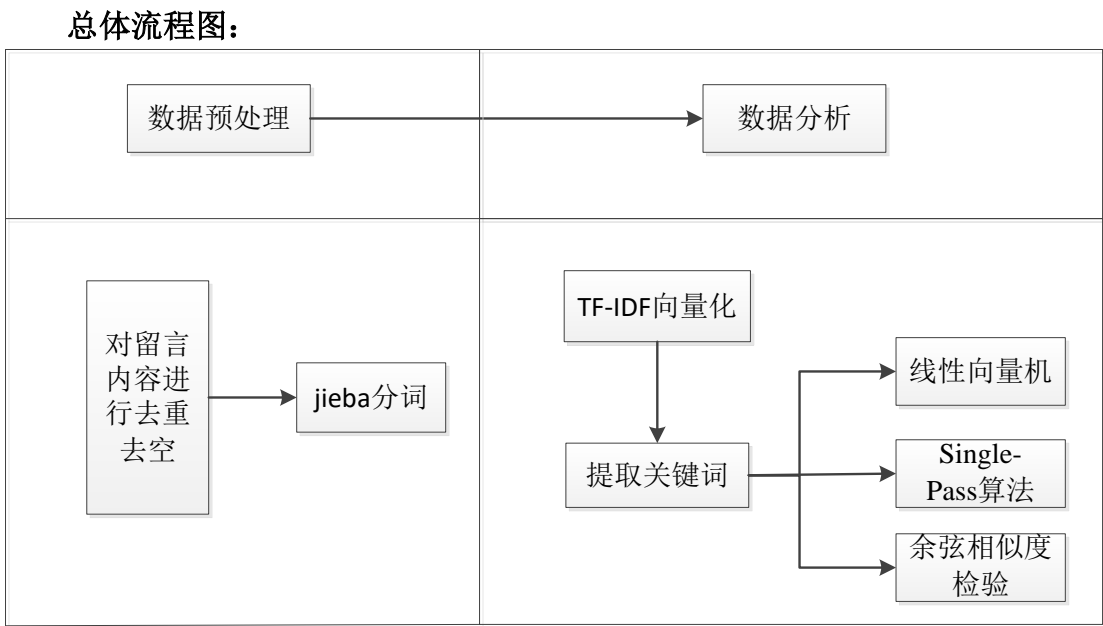 总体流程图：
数据预处理
数据分析
对留言
内容进
行去重
去空
jieba分词
TF-IDF向量化
提取关键词
线性向量机
Single-
Pass算法
余弦相似度
检验